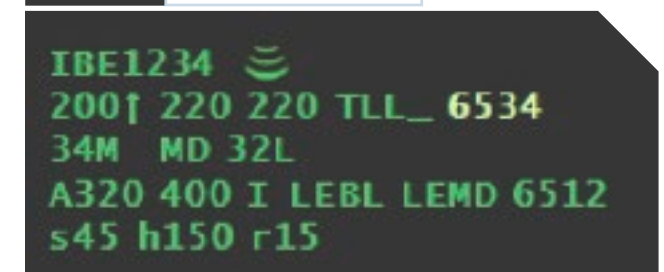 IBE1234
200↑ 220 220 TLL_ 6534
34M MD 32L
A320 400 I LEBL LEMD 6512
s45 h150 r15